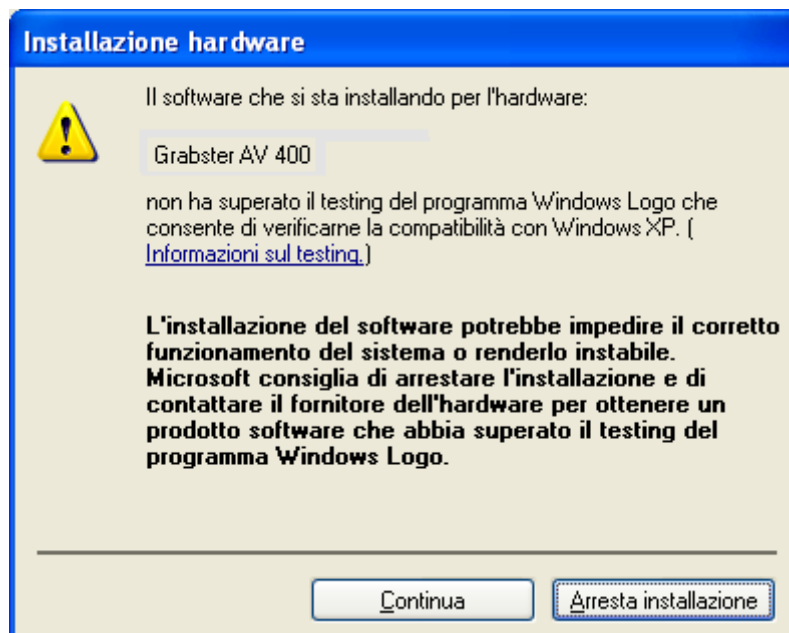 Installazione hardware
Il software che si sta installando per l'hardware:
Grabster AV 400
non ha superato il testing del programma Windows Logo che
consente di verificarne la compatibilità con Windows XP. (
Informazioni sul testing.)
L'installazione del software potrebbe impedire il corretto
funzionamento del sistema o renderlo instabile.
Microsoft consiglia di arrestare l'installazione e di
contattare il fornitore dell'hardware per ottenere un
prodotto software che abbia superato il testing del
programma Windows Logo.
Continua
Arresta installazione